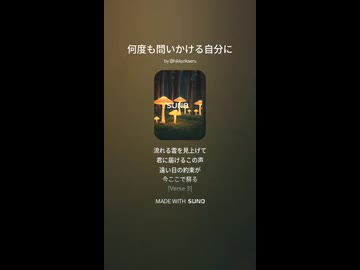 何度も問いかける自分に
SUNO
流れる雲を見上げて
君に届けるこの声
遠い日の約束が
今ここで蘇る
[Verse 3]
MADE WITH SUNO